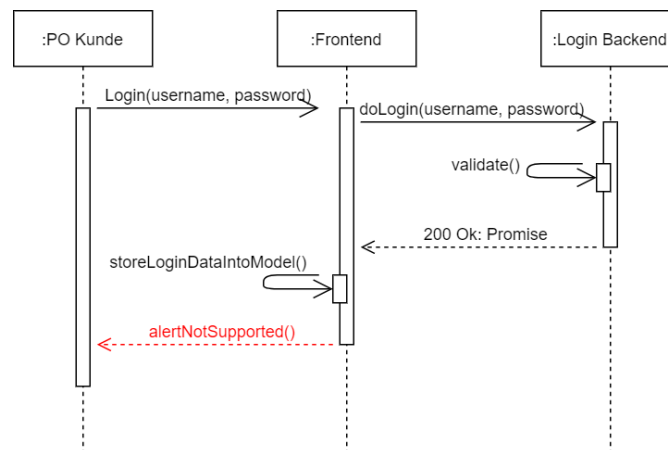 :PO Kunde
:Frontend
:Login Backend
Login(username, password)
doLogin(username, password)
validate()
200 Ok: Promise
storeLoginDataIntoModel()
alertNotSupported()